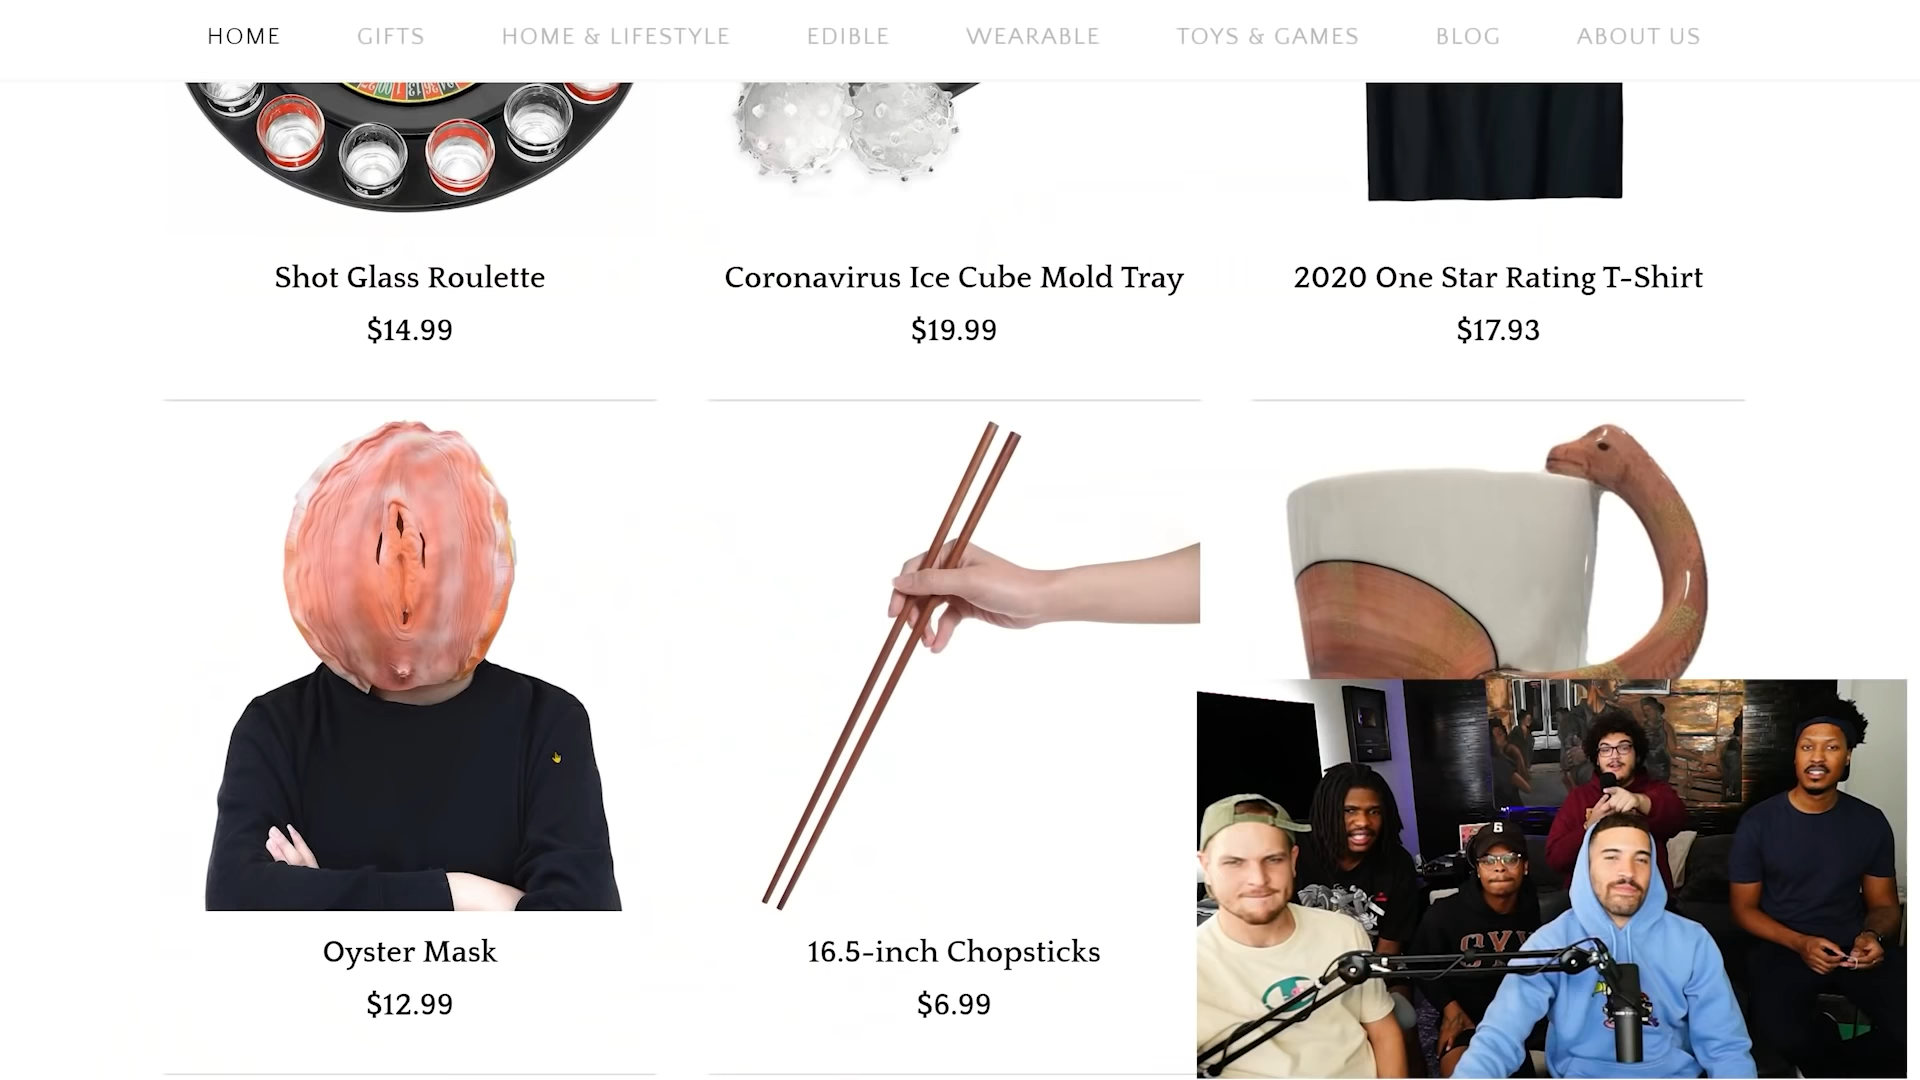 HOME GIFTS HOME & LIFESTYLE EDIBLE WEARABLE TOYS & GAMES BLOG ABOUT US
Shot Glass Roulette
$14.99
Coronavirus Ice Cube Mold Tray
$19.99
2020 One Star Rating T-Shirt
$17.93
Oyster Mask
$12.99
16.5-inch Chopsticks
$6.99
6